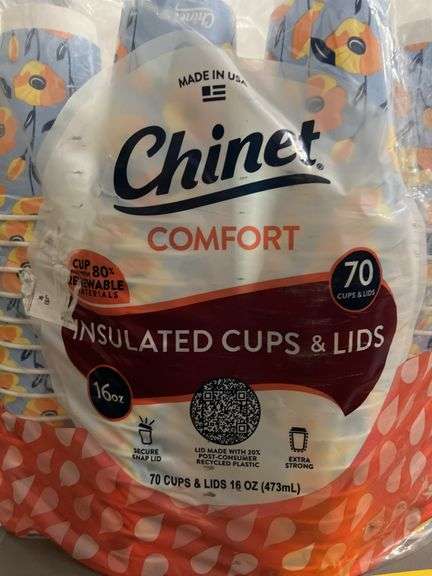 Chinet
MADE IN USA
Chinet®
COMFORT
CUP
80%
RENEWABLE
MATERIALS
70
CUPS & LIDS
INSULATED CUPS & LIDS
16oz
SECURE
SNAP LID
LID MADE WITH 20%
POST-CONSUMER
RECYCLED PLASTIC
EXTRA
STRONG
70 CUPS & LIDS 16 OZ (473mL)